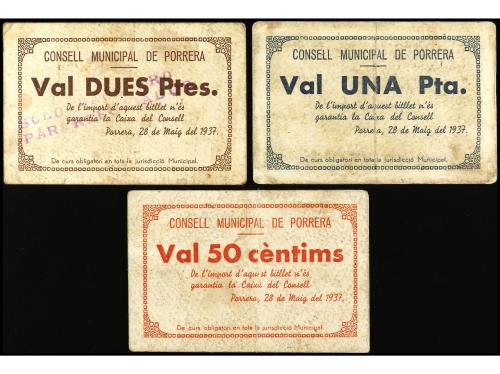 CONSELL MUNICIPAL DE PORRERA
Val DUES Ptes.
De l'import d'aquest bitllet n'és
garantia la Caixa del Consell
Porrera, 28 de Maig del 1937.
De curs obligatori en tota la jurisdicció Municipal.
CONSELL MUNICIPAL DE PORRERA
Val UNA Pta.
De l'import d'aquest bitllet n'és
garantia la Caixa del Consell
Porrera, 28 de Maig del 1937.
De curs obligatori en tota la jurisdicció Municipal.
CONSELL MUNICIPAL DE PORRERA
Val 50 cèntims
De l'import d'aquest bitllet n'és
garantia la Caixa del Consell
Porrera, 28 de Maig del 1937.
De curs obligatori en tota la jurisdicció Municipal.